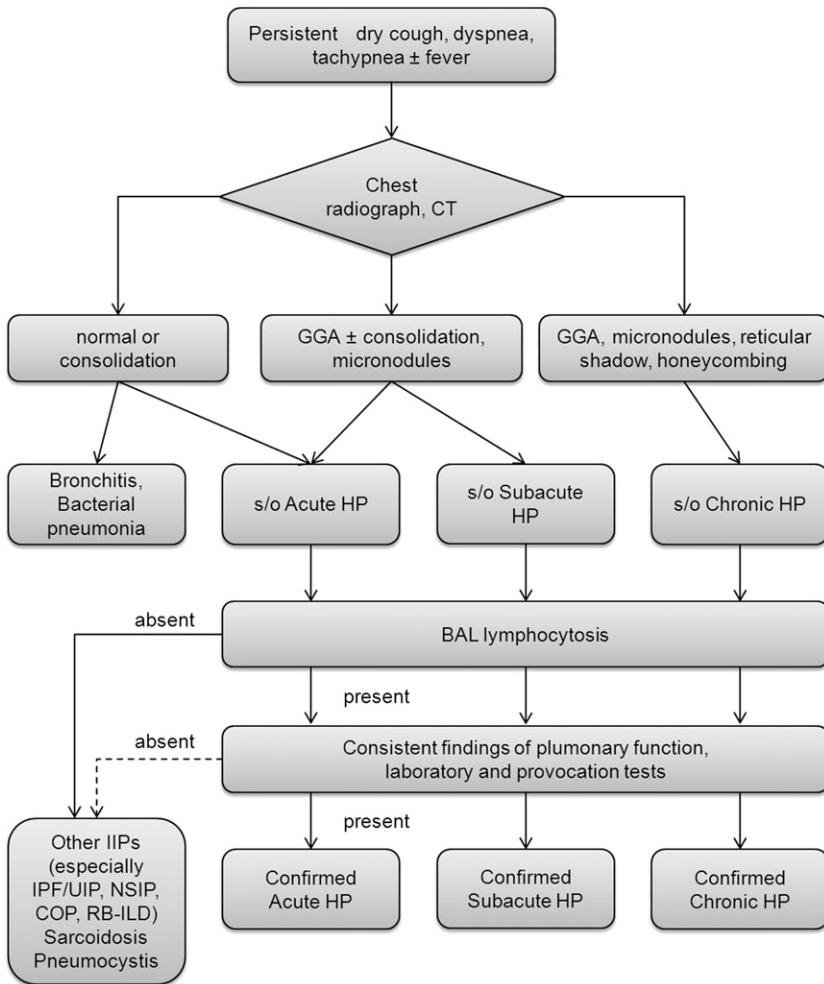 Persistent dry cough, dyspnea,
tachypnea ± fever
Chest
radiograph, CT
normal or
consolidation
GGA ± consolidation,
micronodules
GGA, micronodules, reticular
shadow, honeycombing
Bronchitis,
Bacterial
pneumonia
s/o Acute HP
s/o Subacute
HP
s/o Chronic HP
absent
BAL lymphocytosis
present
absent
Consistent findings of plumonary function,
laboratory and provocation tests
present
Other IIPs
(especially
IPF/UIP, NSIP,
COP, RB-ILD)
Sarcoidosis
Pneumocystis
Confirmed
Acute HP
Confirmed
Subacute HP
Confirmed
Chronic HP